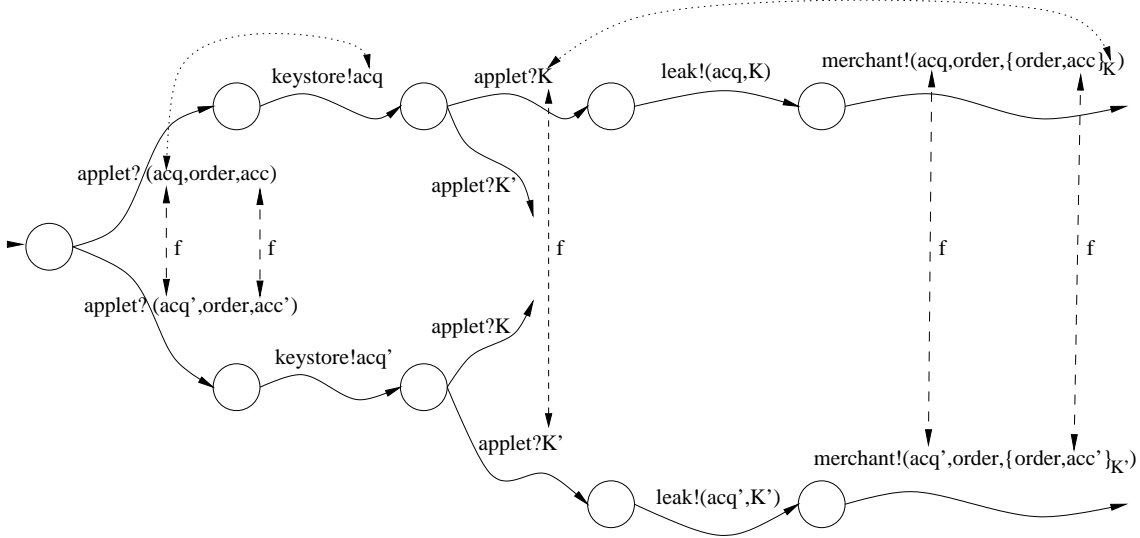 keystore!acq
applet?K
leak!(acq,K)
merchant!(acq,order,{order,acc}K)
applet? (acq,order,acc)
applet?K’
f
f
f
f
f
applet? (acq’,order,acc’)
applet?K
keystore!acq’
applet?K’
merchant!(acq’,order,{order,acc’}K’)
leak!(acq’,K’)